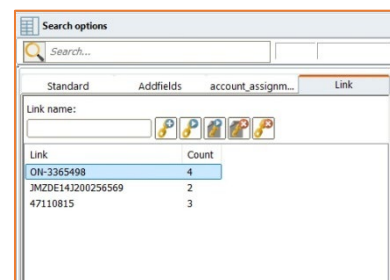 Search options
Search...
Standard Addfields account_assignm... Link
Link name:
Link Count
ON-3365498 4
JMZDE14J200256569 2
47110815 3